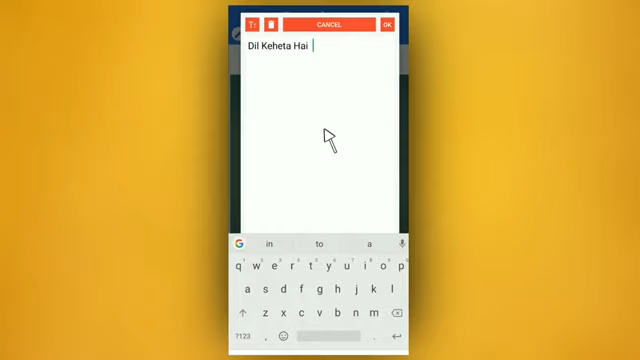 CANCEL
OK
Dil Keheta Hai
in to a
q w e r t y u i o p
a s d f g h j k l
z x c v b n m
?123 , .